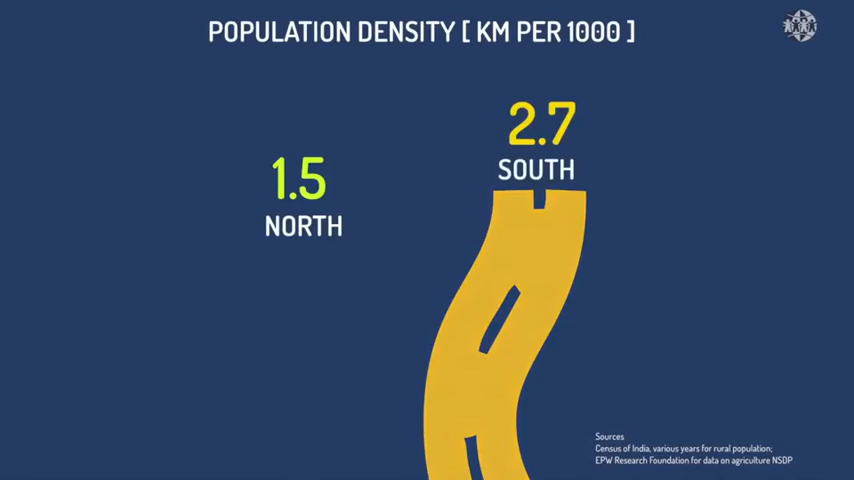 POPULATION DENSITY [ KM PER 1000 ]
2.7
SOUTH
1.5
NORTH
Sources
Census of India, various years for rural population;
EPW Research Foundation for data on agriculture NSDP